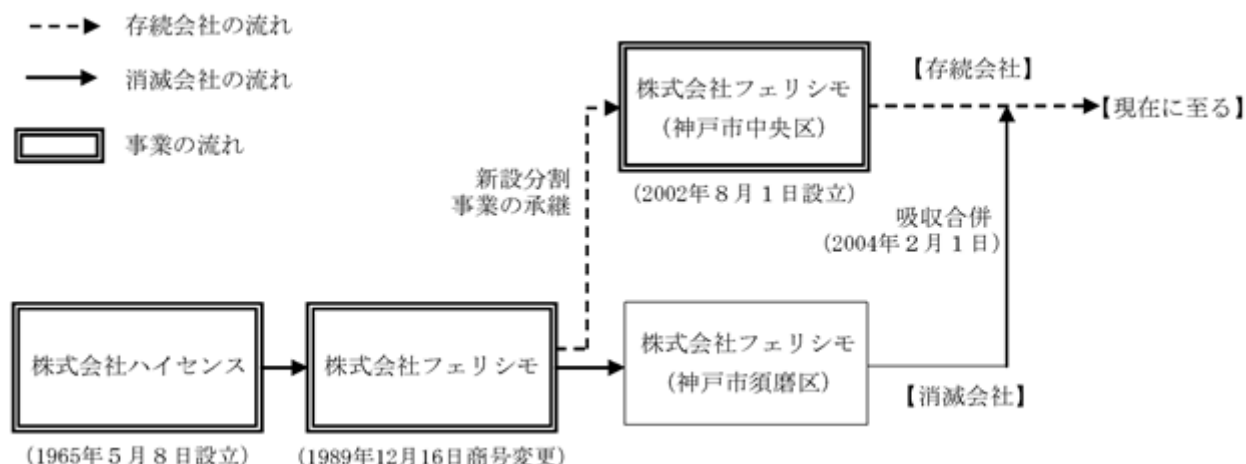 存続会社の流れ
消滅会社の流れ
事業の流れ
株式会社フェリシモ
（神戸市中央区）
（2002年８月１日設立）
【存続会社】
【現在に至る】
新設分割
事業の承継
吸収合併
（2004年２月１日）
株式会社ハイセンス
（1965年５月８日設立）
株式会社フェリシモ
（1989年12月16日商号変更）
株式会社フェリシモ
（神戸市須磨区）
【消滅会社】